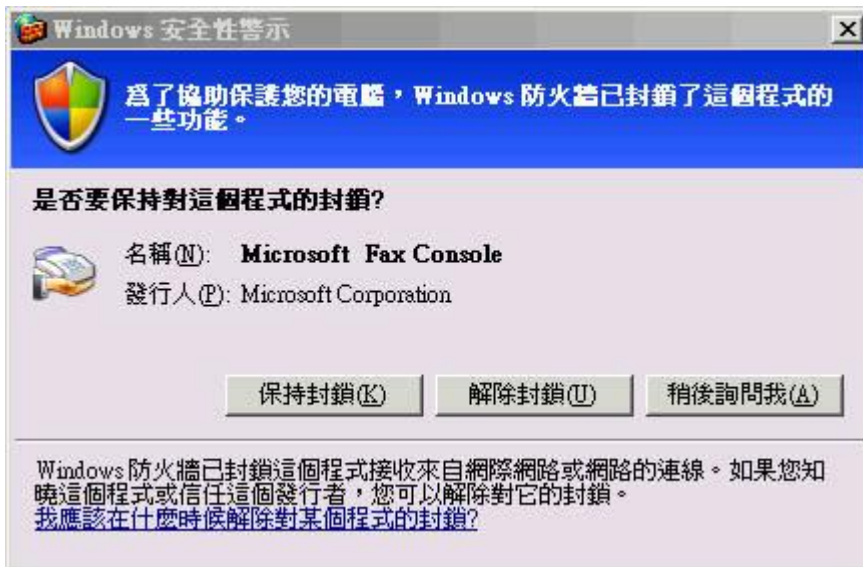 Windows 安全性警示
為了協助保護您的電腦，Windows 防火牆已封鎖了這個程式的
一些功能。
是否要保持對這個程式的封鎖?
名稱(N): Microsoft Fax Console
發行人(P): Microsoft Corporation
保持封鎖(K) 解除封鎖(U) 稍後詢問我(A)
Windows 防火牆已封鎖這個程式接收來自網際網路或網路的連線。如果您知
曉這個程式或信任這個發行者，您可以解除對它的封鎖。
我應該在什麼時候解除對某個程式的封鎖?